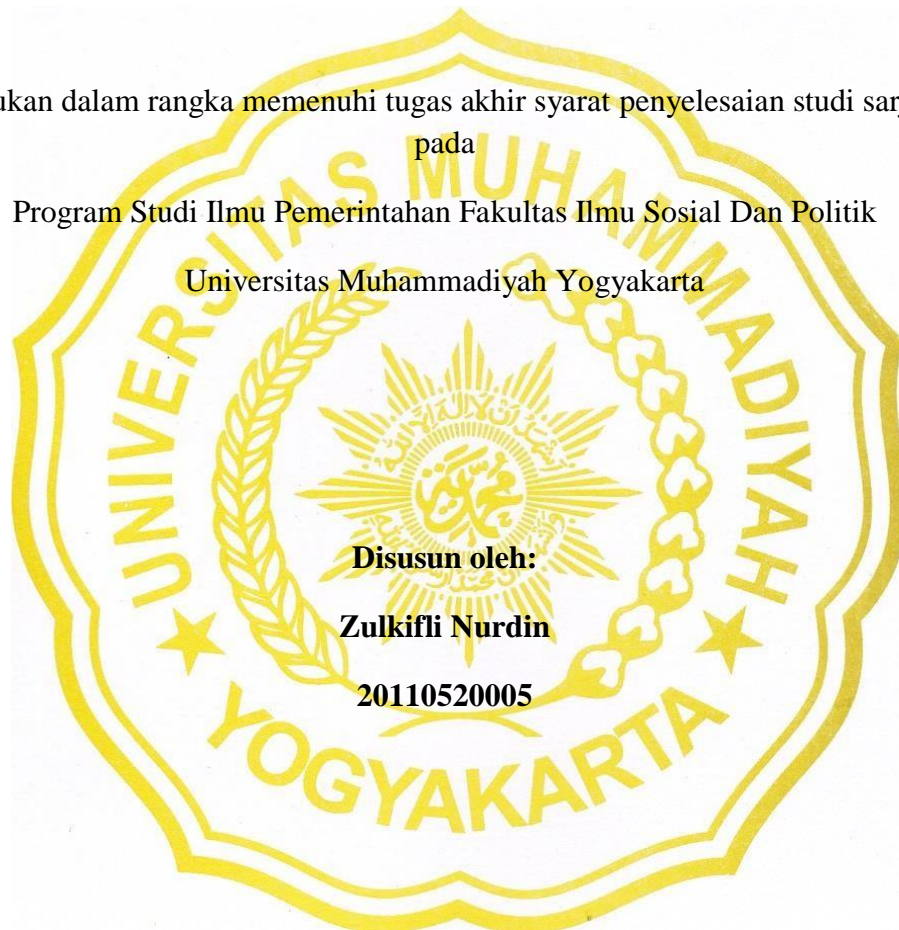 ukan dalam rangka memenuhi tugas akhir syarat penyelesaian studi sar
pada
Program Studi Ilmu Pemerintahan Fakultas Ilmu Sosial Dan Politik
Universitas Muhammadiyah Yogyakarta
UNIVERSITAS MUHAMMADIYAH
Disusun oleh:
Zulkifli Nurdin
20110520005
★ YOGYAKARTA ★